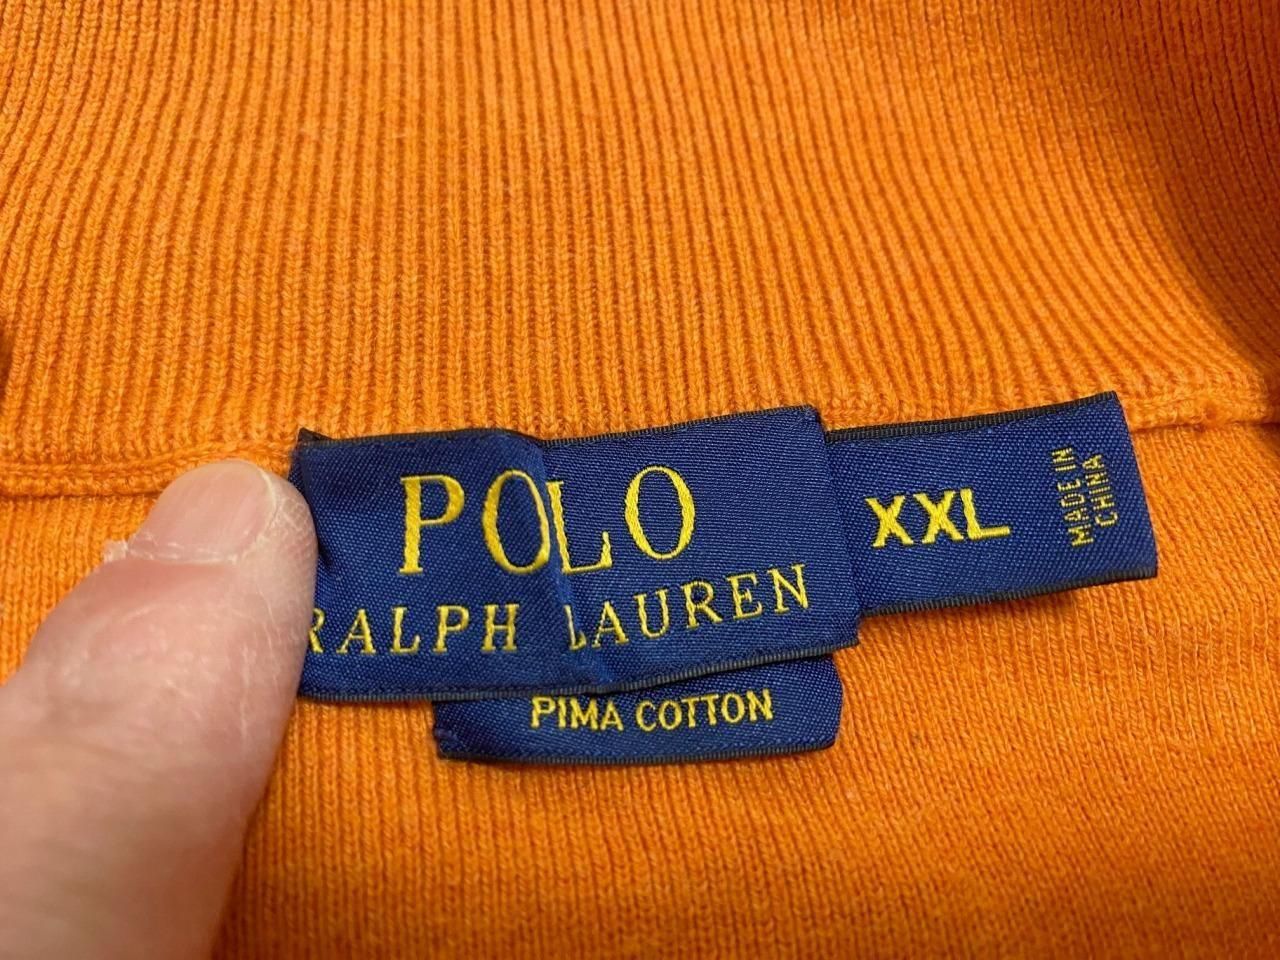 POLO
RALPH LAUREN
XXL
MADE IN
CHINA
PIMA COTTON